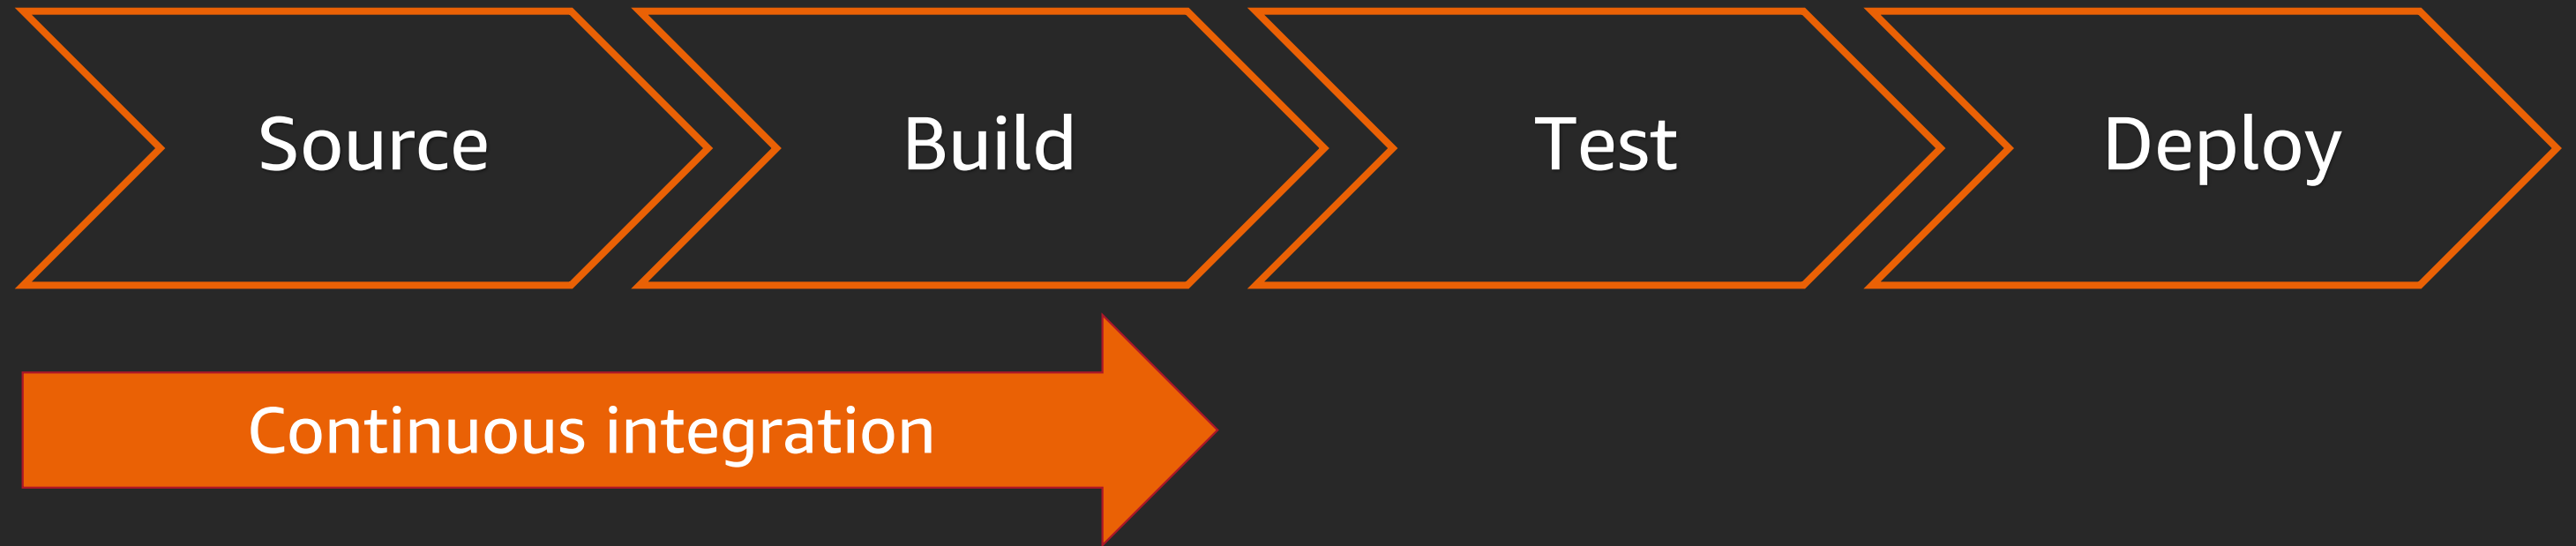 Source
Build
Test
Deploy
Continuous integration